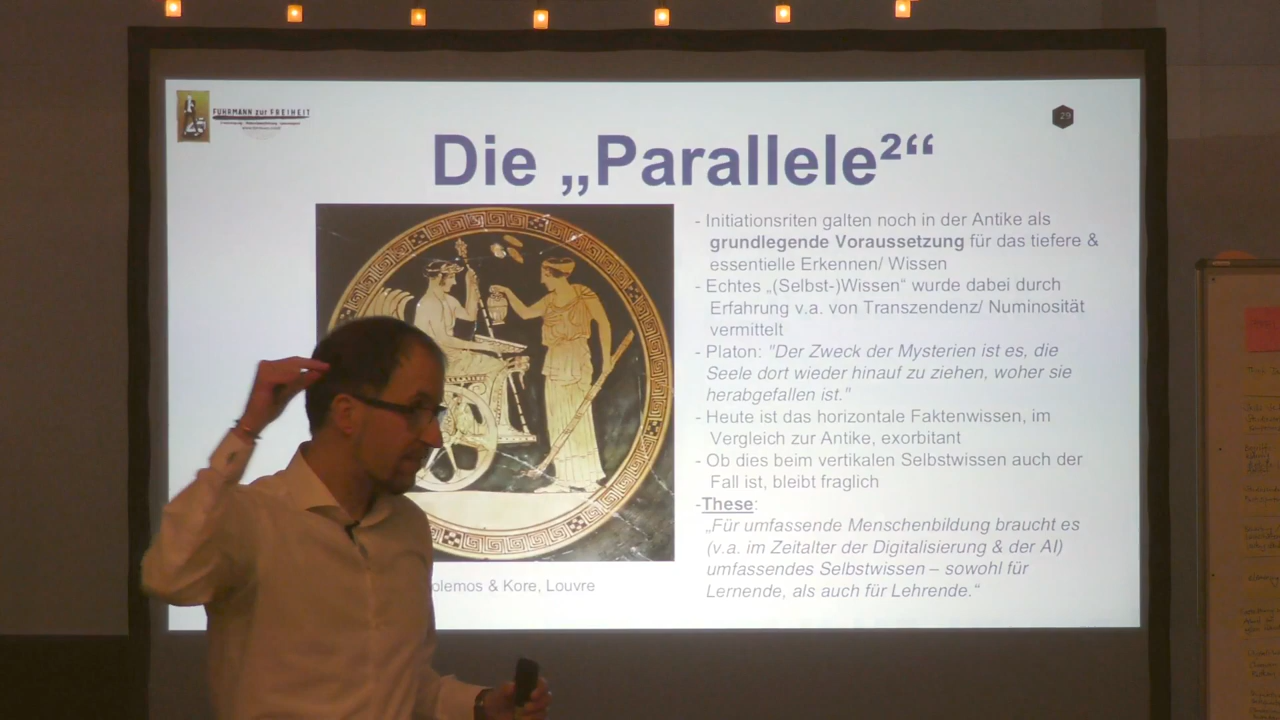 FUHRMANN zur FREIHEIT
29
Die „Parallele²“
- Initiationsriten galten noch in der Antike als
grundlegende Voraussetzung für das tiefere &
essentielle Erkennen/ Wissen
- Echtes „(Selbst-)Wissen“ wurde dabei durch
Erfahrung v.a. von Transzendenz/ Numinosität
vermittelt
- Platon: "Der Zweck der Mysterien ist es, die
Seele dort wieder hinauf zu ziehen, woher sie
herabgefallen ist."
- Heute ist das horizontale Faktenwissen, im
Vergleich zur Antike, exorbitant
- Ob dies beim vertikalen Selbstwissen auch der
Fall ist, bleibt fraglich
-These:
„Für umfassende Menschenbildung braucht es
(v.a. im Zeitalter der Digitalisierung & der AI)
umfassendes Selbstwissen – sowohl für
Lernende, als auch für Lehrende.“
olemos & Kore, Louvre